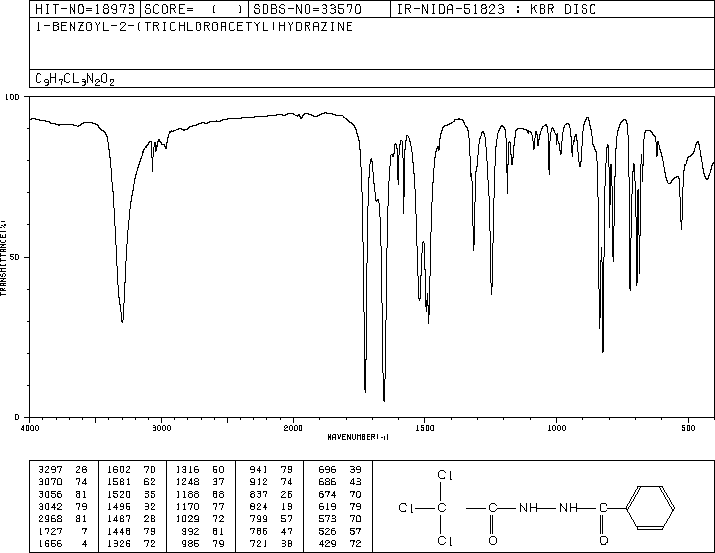 HIT-NO=18973 SCORE= ( ) SDBS-NO=33570 IR-NIDA-51823 : KBR DISC
1-BENZOYL-2-(TRICHLOROACETYL)HYDRAZINE
C9H7CL3N2O2
100
50
0
TRANSMITTANCE(%)
4000 3000 2000 1500 1000 500
WAVENUMBER(-1)
3297 28 1602 70 1316 50 941 79 696 39
3070 74 1581 62 1248 37 912 74 686 43
3056 81 1520 35 1188 68 837 26 674 70
3042 79 1496 32 1170 77 824 19 619 79
2968 81 1487 28 1029 72 799 57 573 70
1727 7 1448 79 992 81 786 47 526 57
1656 4 1326 72 985 79 721 38 429 72
Cl
Cl C C NH NH C
Cl O O